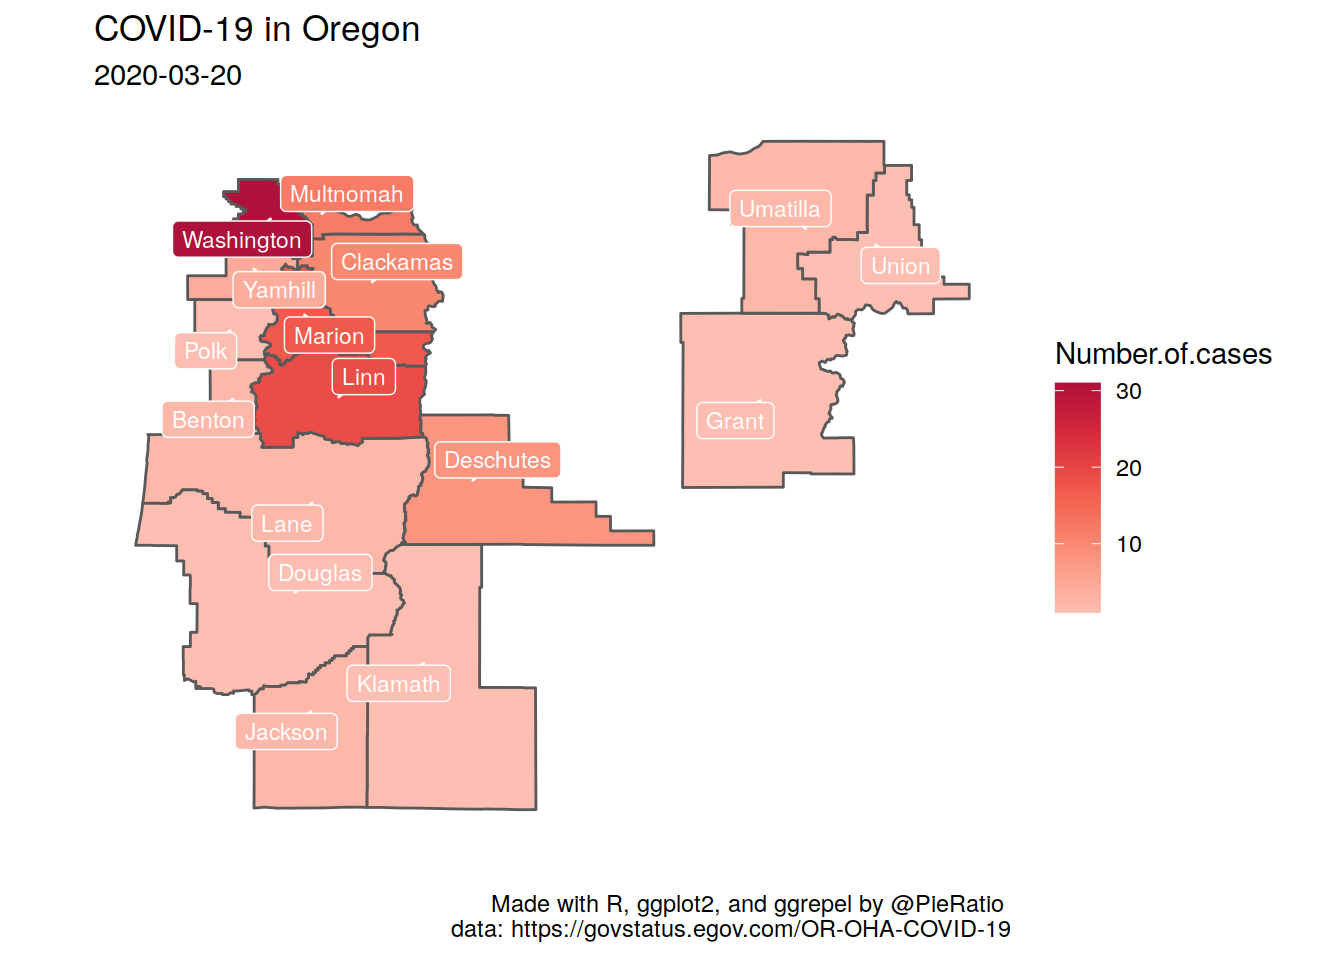 COVID-19 in Oregon
2020-03-20
Multnomah
Washington
Clackamas
Yamhill
Marion
Polk
Linn
Benton
Deschutes
Lane
Douglas
Klamath
Jackson
Umatilla
Union
Grant
Number.of.cases
30
20
10
Made with R, ggplot2, and ggrepel by @PieRatio
data: https://govstatus.egov.com/OR-OHA-COVID-19